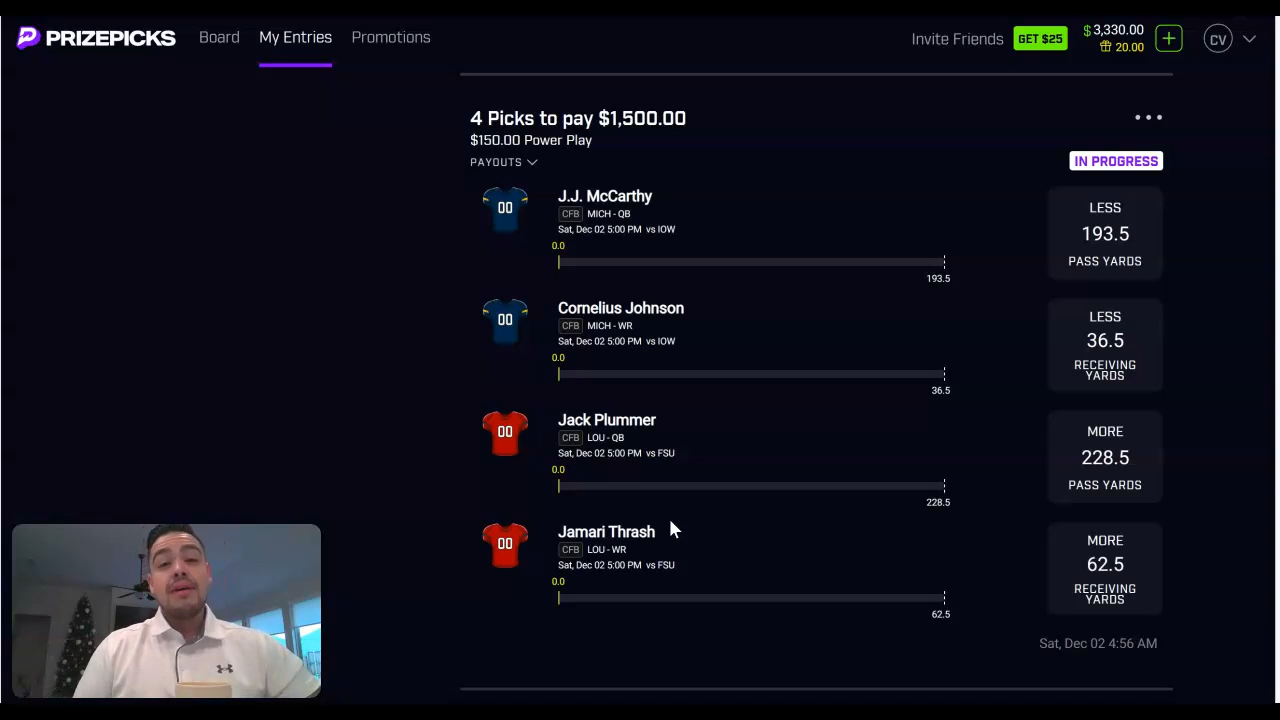 PRIZEPICKS
Board
My Entries
Promotions
Invite Friends
GET $25
$ 3,330.00
20.00
CV
4 Picks to pay $1,500.00
$150.00 Power Play
PAYOUTS
IN PROGRESS
00
J.J. McCarthy
CFB MICH - QB
Sat, Dec 02 5:00 PM vs IOW
0.0
193.5
LESS
193.5
PASS YARDS
00
Cornelius Johnson
CFB MICH - WR
Sat, Dec 02 5:00 PM vs IOW
0.0
36.5
LESS
36.5
RECEIVING
YARDS
00
Jack Plummer
CFB LOU - QB
Sat, Dec 02 5:00 PM vs FSU
0.0
228.5
MORE
228.5
PASS YARDS
00
Jamari Thrash
CFB LOU - WR
Sat, Dec 02 5:00 PM vs FSU
0.0
62.5
MORE
62.5
RECEIVING
YARDS
Sat, Dec 02 4:56 AM